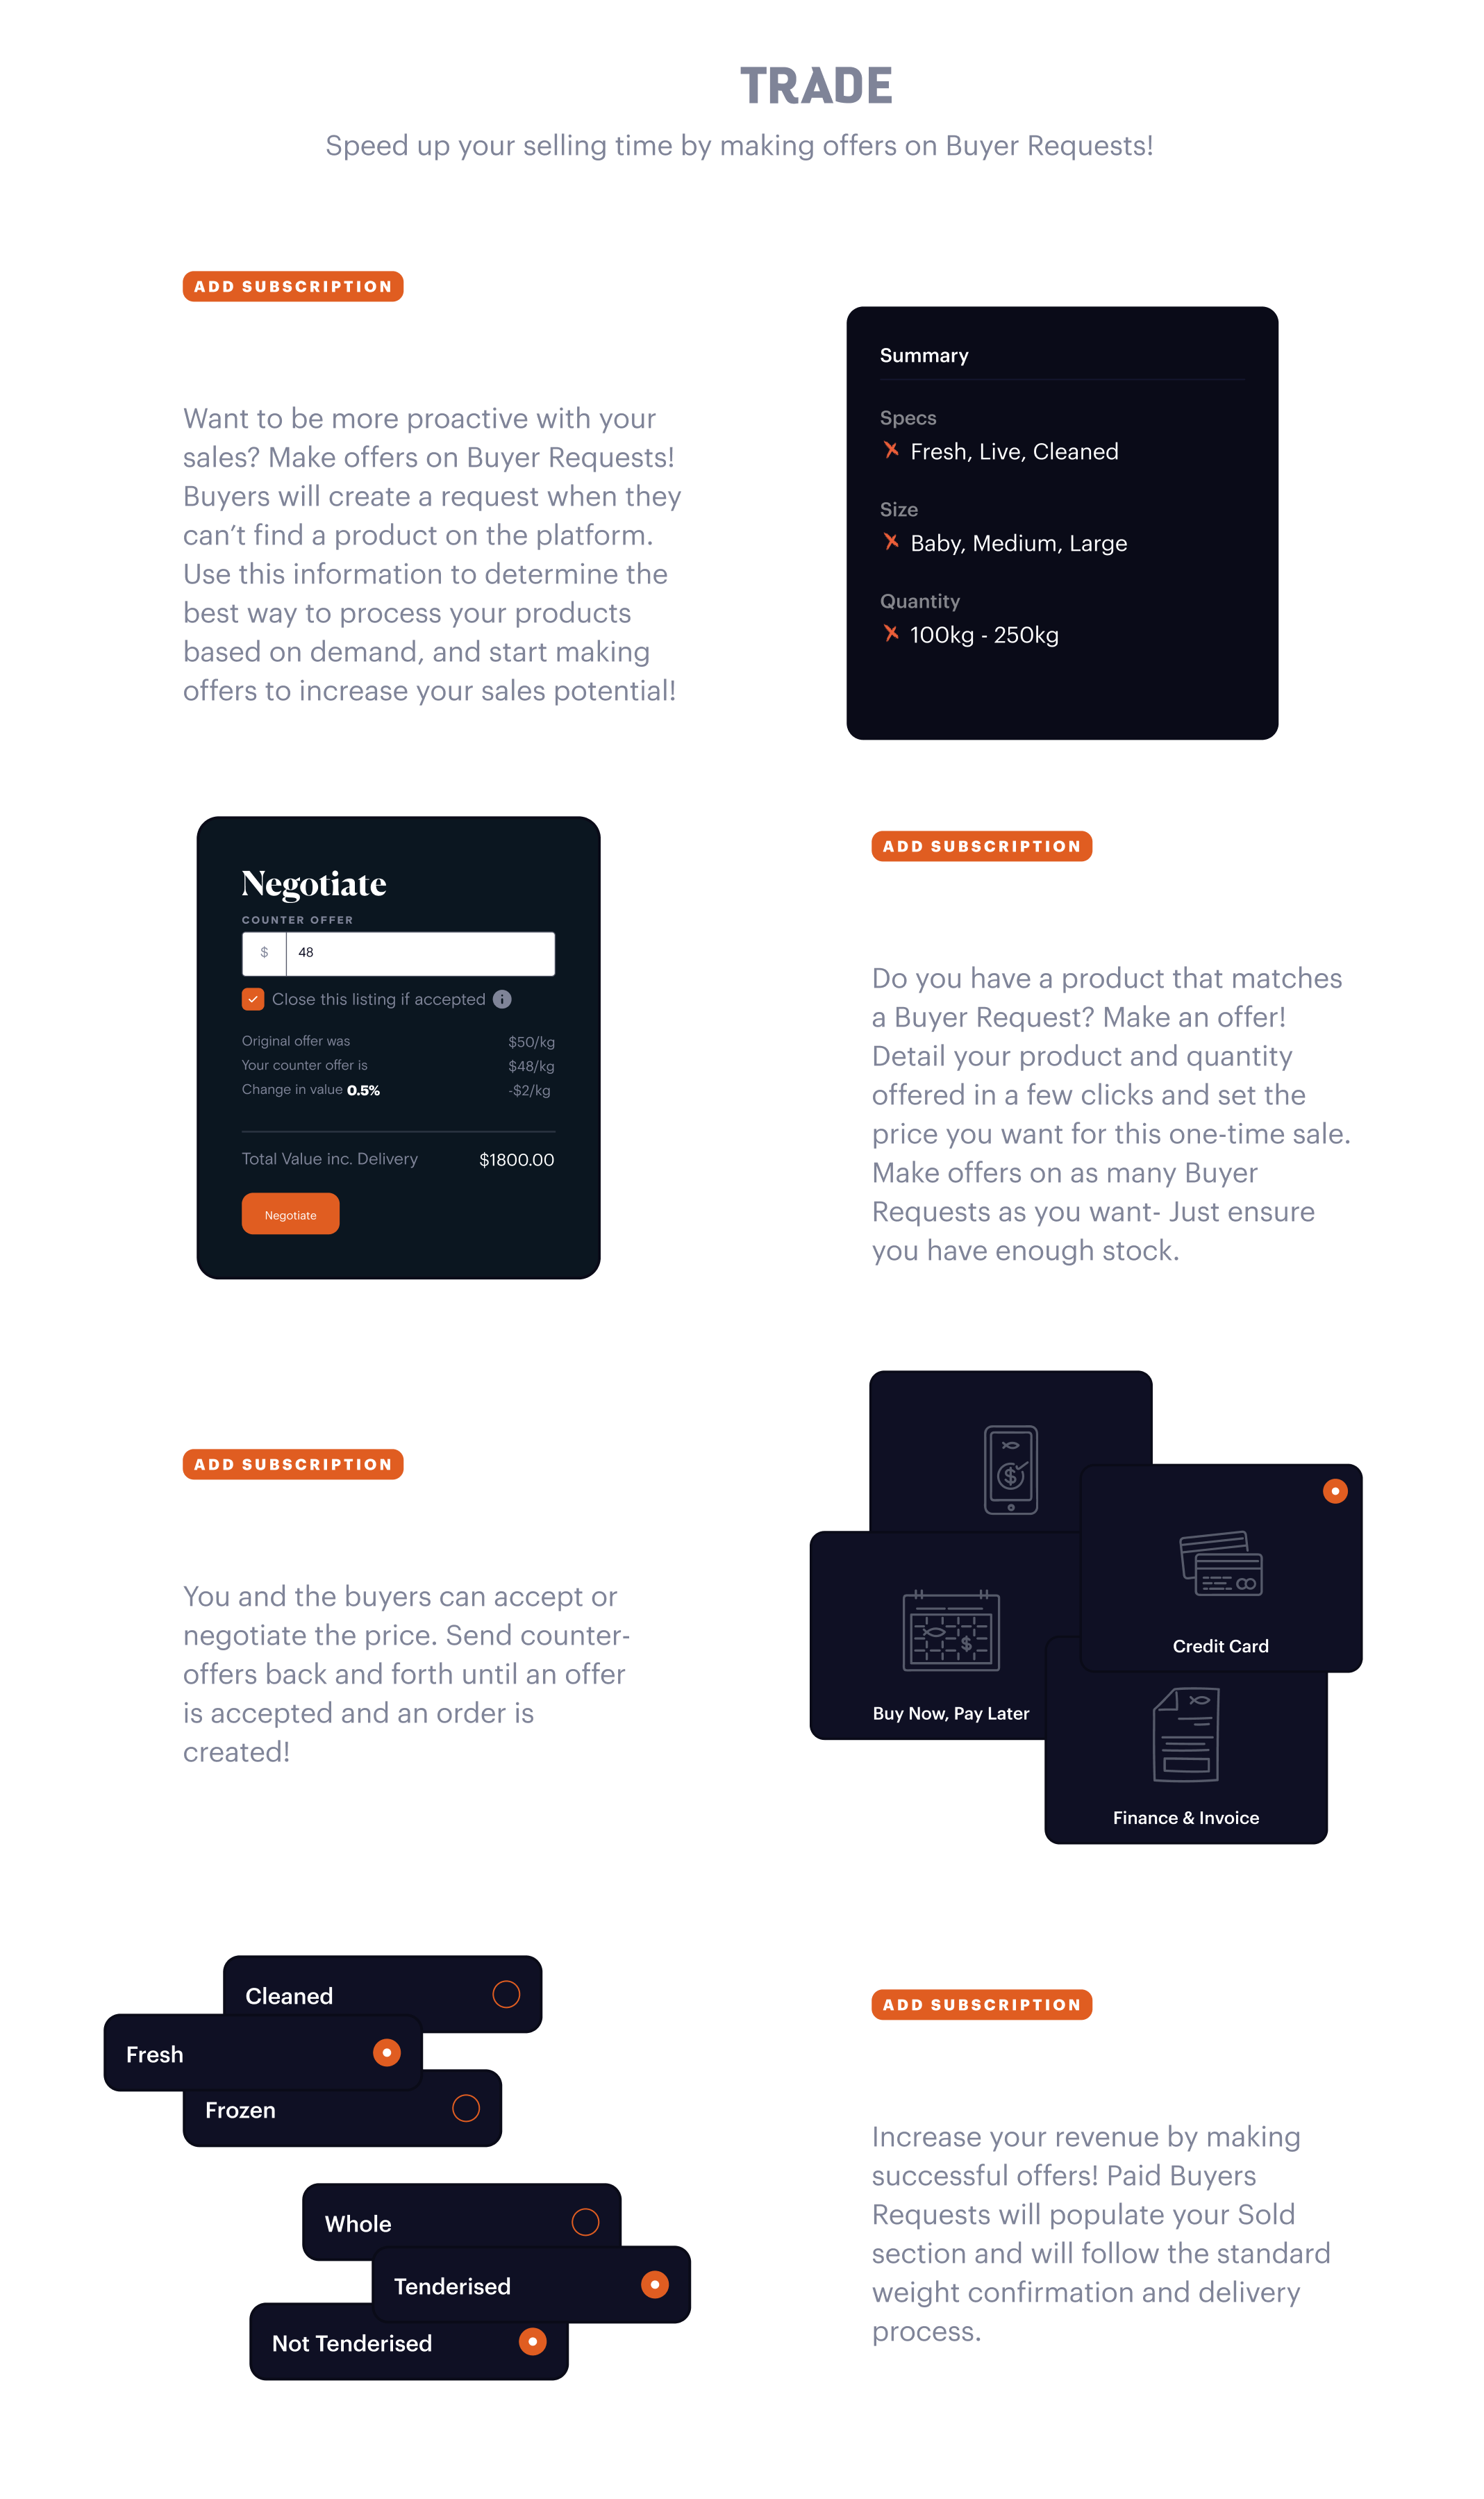 TRADE
Speed up your selling time by making offers on Buyer Requests!
ADD SUBSCRIPTION
Want to be more proactive with your
sales? Make offers on Buyer Requests!
Buyers will create a request when they
can’t find a product on the platform.
Use this information to determine the
best way to process your products
based on demand, and start making
offers to increase your sales potential!
Summary
Specs
Fresh, Live, Cleaned
Size
Baby, Medium, Large
Quantity
100kg - 250kg
Negotiate
COUNTER OFFER
$ 48
Close this listing if accepted i
Original offer was $50/kg
Your counter offer is $48/kg
Change in value 0.5% -$2/kg
Total Value inc. Delivery $1800.00
Negotiate
ADD SUBSCRIPTION
Do you have a product that matches
a Buyer Request? Make an offer!
Detail your product and quantity
offered in a few clicks and set the
price you want for this one-time sale.
Make offers on as many Buyer
Requests as you want- Just ensure
you have enough stock.
ADD SUBSCRIPTION
You and the buyers can accept or
negotiate the price. Send counter-
offers back and forth until an offer
is accepted and an order is
created!
$
Credit Card
$
Buy Now, Pay Later
Finance & Invoice
Cleaned
Fresh
Frozen
Whole
Tenderised
Not Tenderised
ADD SUBSCRIPTION
Increase your revenue by making
successful offers! Paid Buyers
Requests will populate your Sold
section and will follow the standard
weight confirmation and delivery
process.